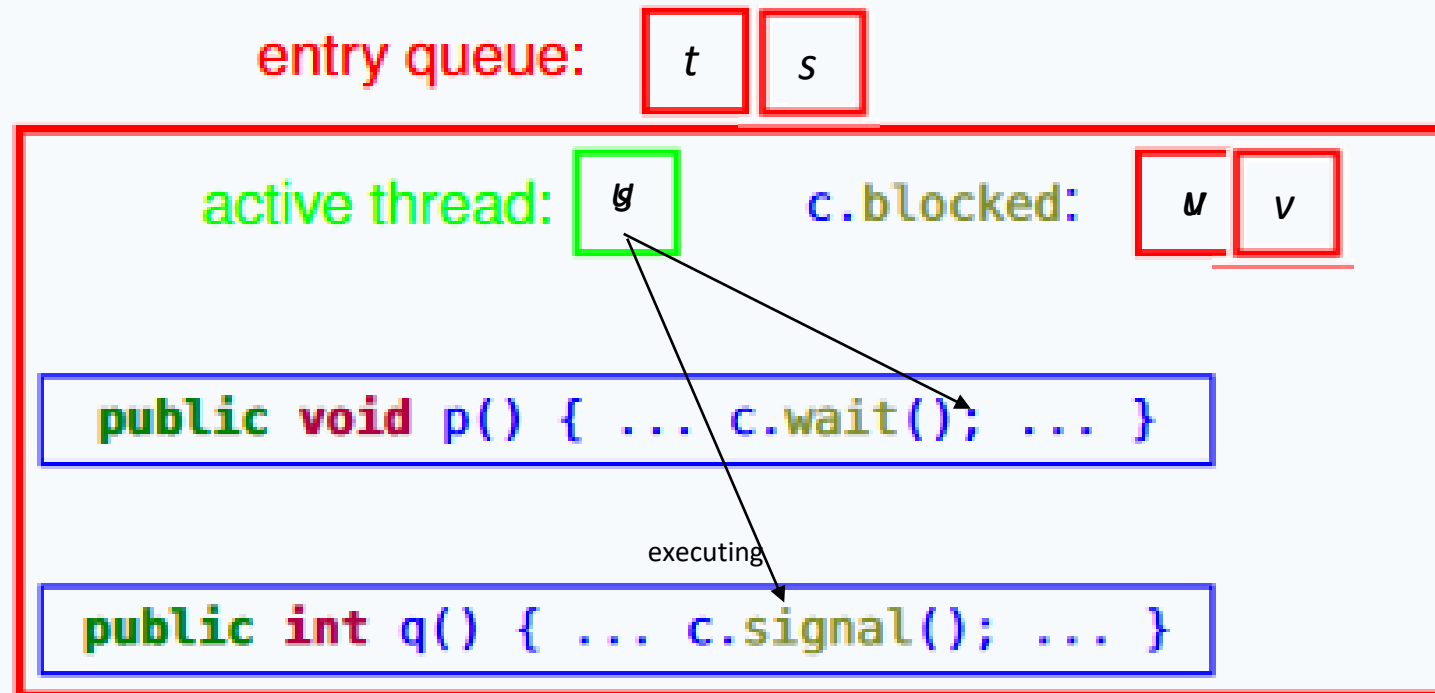 entry queue: t s
active thread: c.blocked: v
public void p() { ... c.wait(); ... }
executing
public int q() { ... c.signal(); ... }